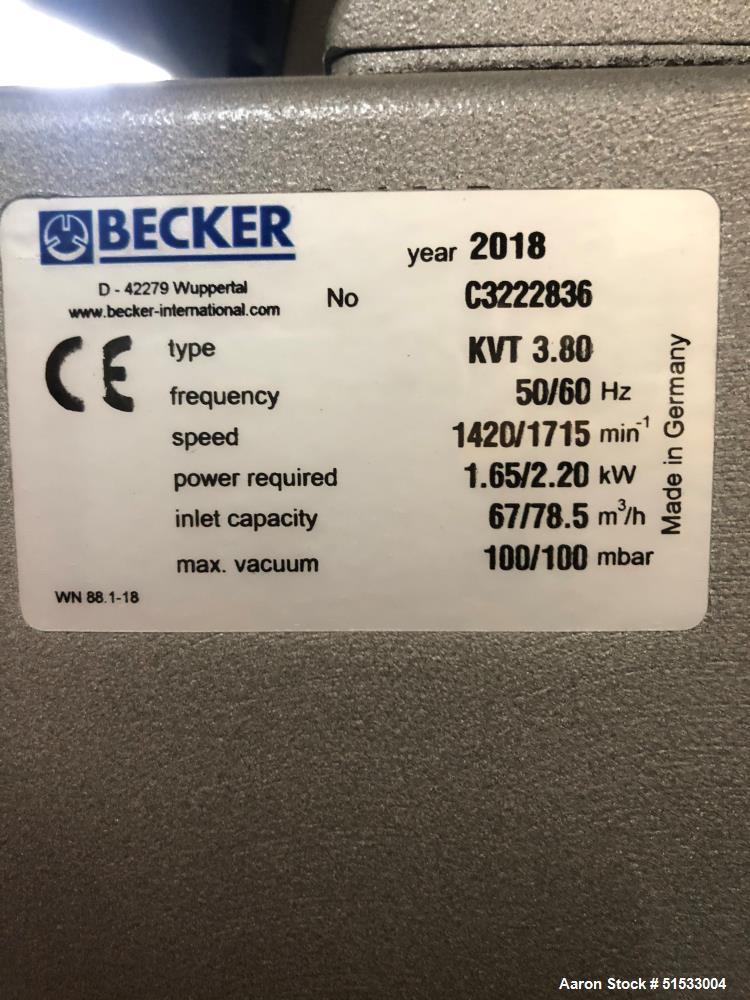 BECKER
year 2018
D - 42279 Wuppertal
www.becker-international.com
No C3222836
CE
type KVT 3.80
frequency 50/60 Hz
speed 1420/1715 min-1
power required 1.65/2.20 kW
inlet capacity 67/78.5 m³/h
max. vacuum 100/100 mbar
Made in Germany
WN 88.1-18
Aaron Stock # 51533004